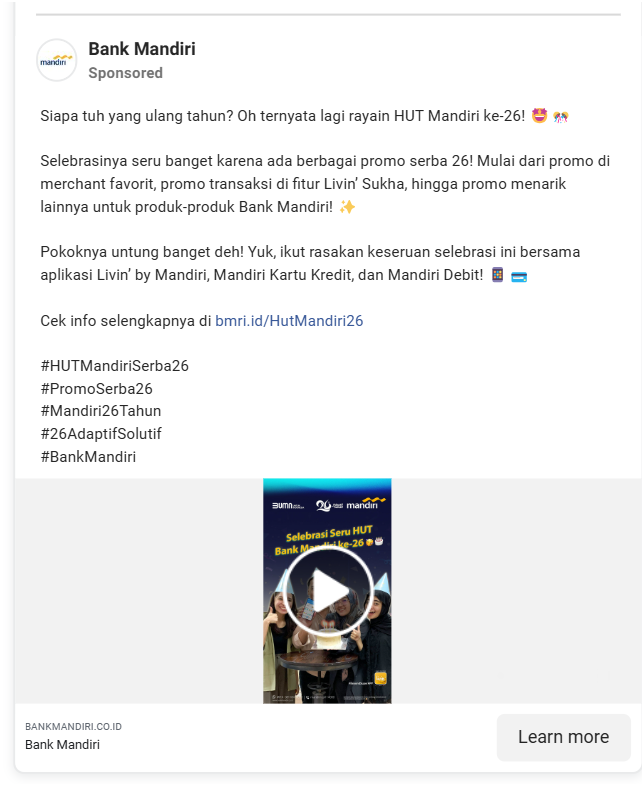 mandiri
Bank Mandiri
Sponsored
Siapa tuh yang ulang tahun? Oh ternyata lagi rayain HUT Mandiri ke-26! 🤩 🎊
Selebrasinya seru banget karena ada berbagai promo serba 26! Mulai dari promo di
merchant favorit, promo transaksi di fitur Livin’ Sukha, hingga promo menarik
lainnya untuk produk-produk Bank Mandiri! ✨
Pokoknya untung banget deh! Yuk, ikut rasakan keseruan selebrasi ini bersama
aplikasi Livin’ by Mandiri, Mandiri Kartu Kredit, dan Mandiri Debit! 📱 💳
Cek info selengkapnya di bmri.id/HutMandiri26
#HUTMandiriSerba26
#PromoSerba26
#Mandiri26Tahun
#26AdaptifSolutif
#BankMandiri
BUMN
26
mandiri
Selebrasi Seru HUT
Bank Mandiri ke-26
BANKMANDIRI.CO.ID
Bank Mandiri
Learn more